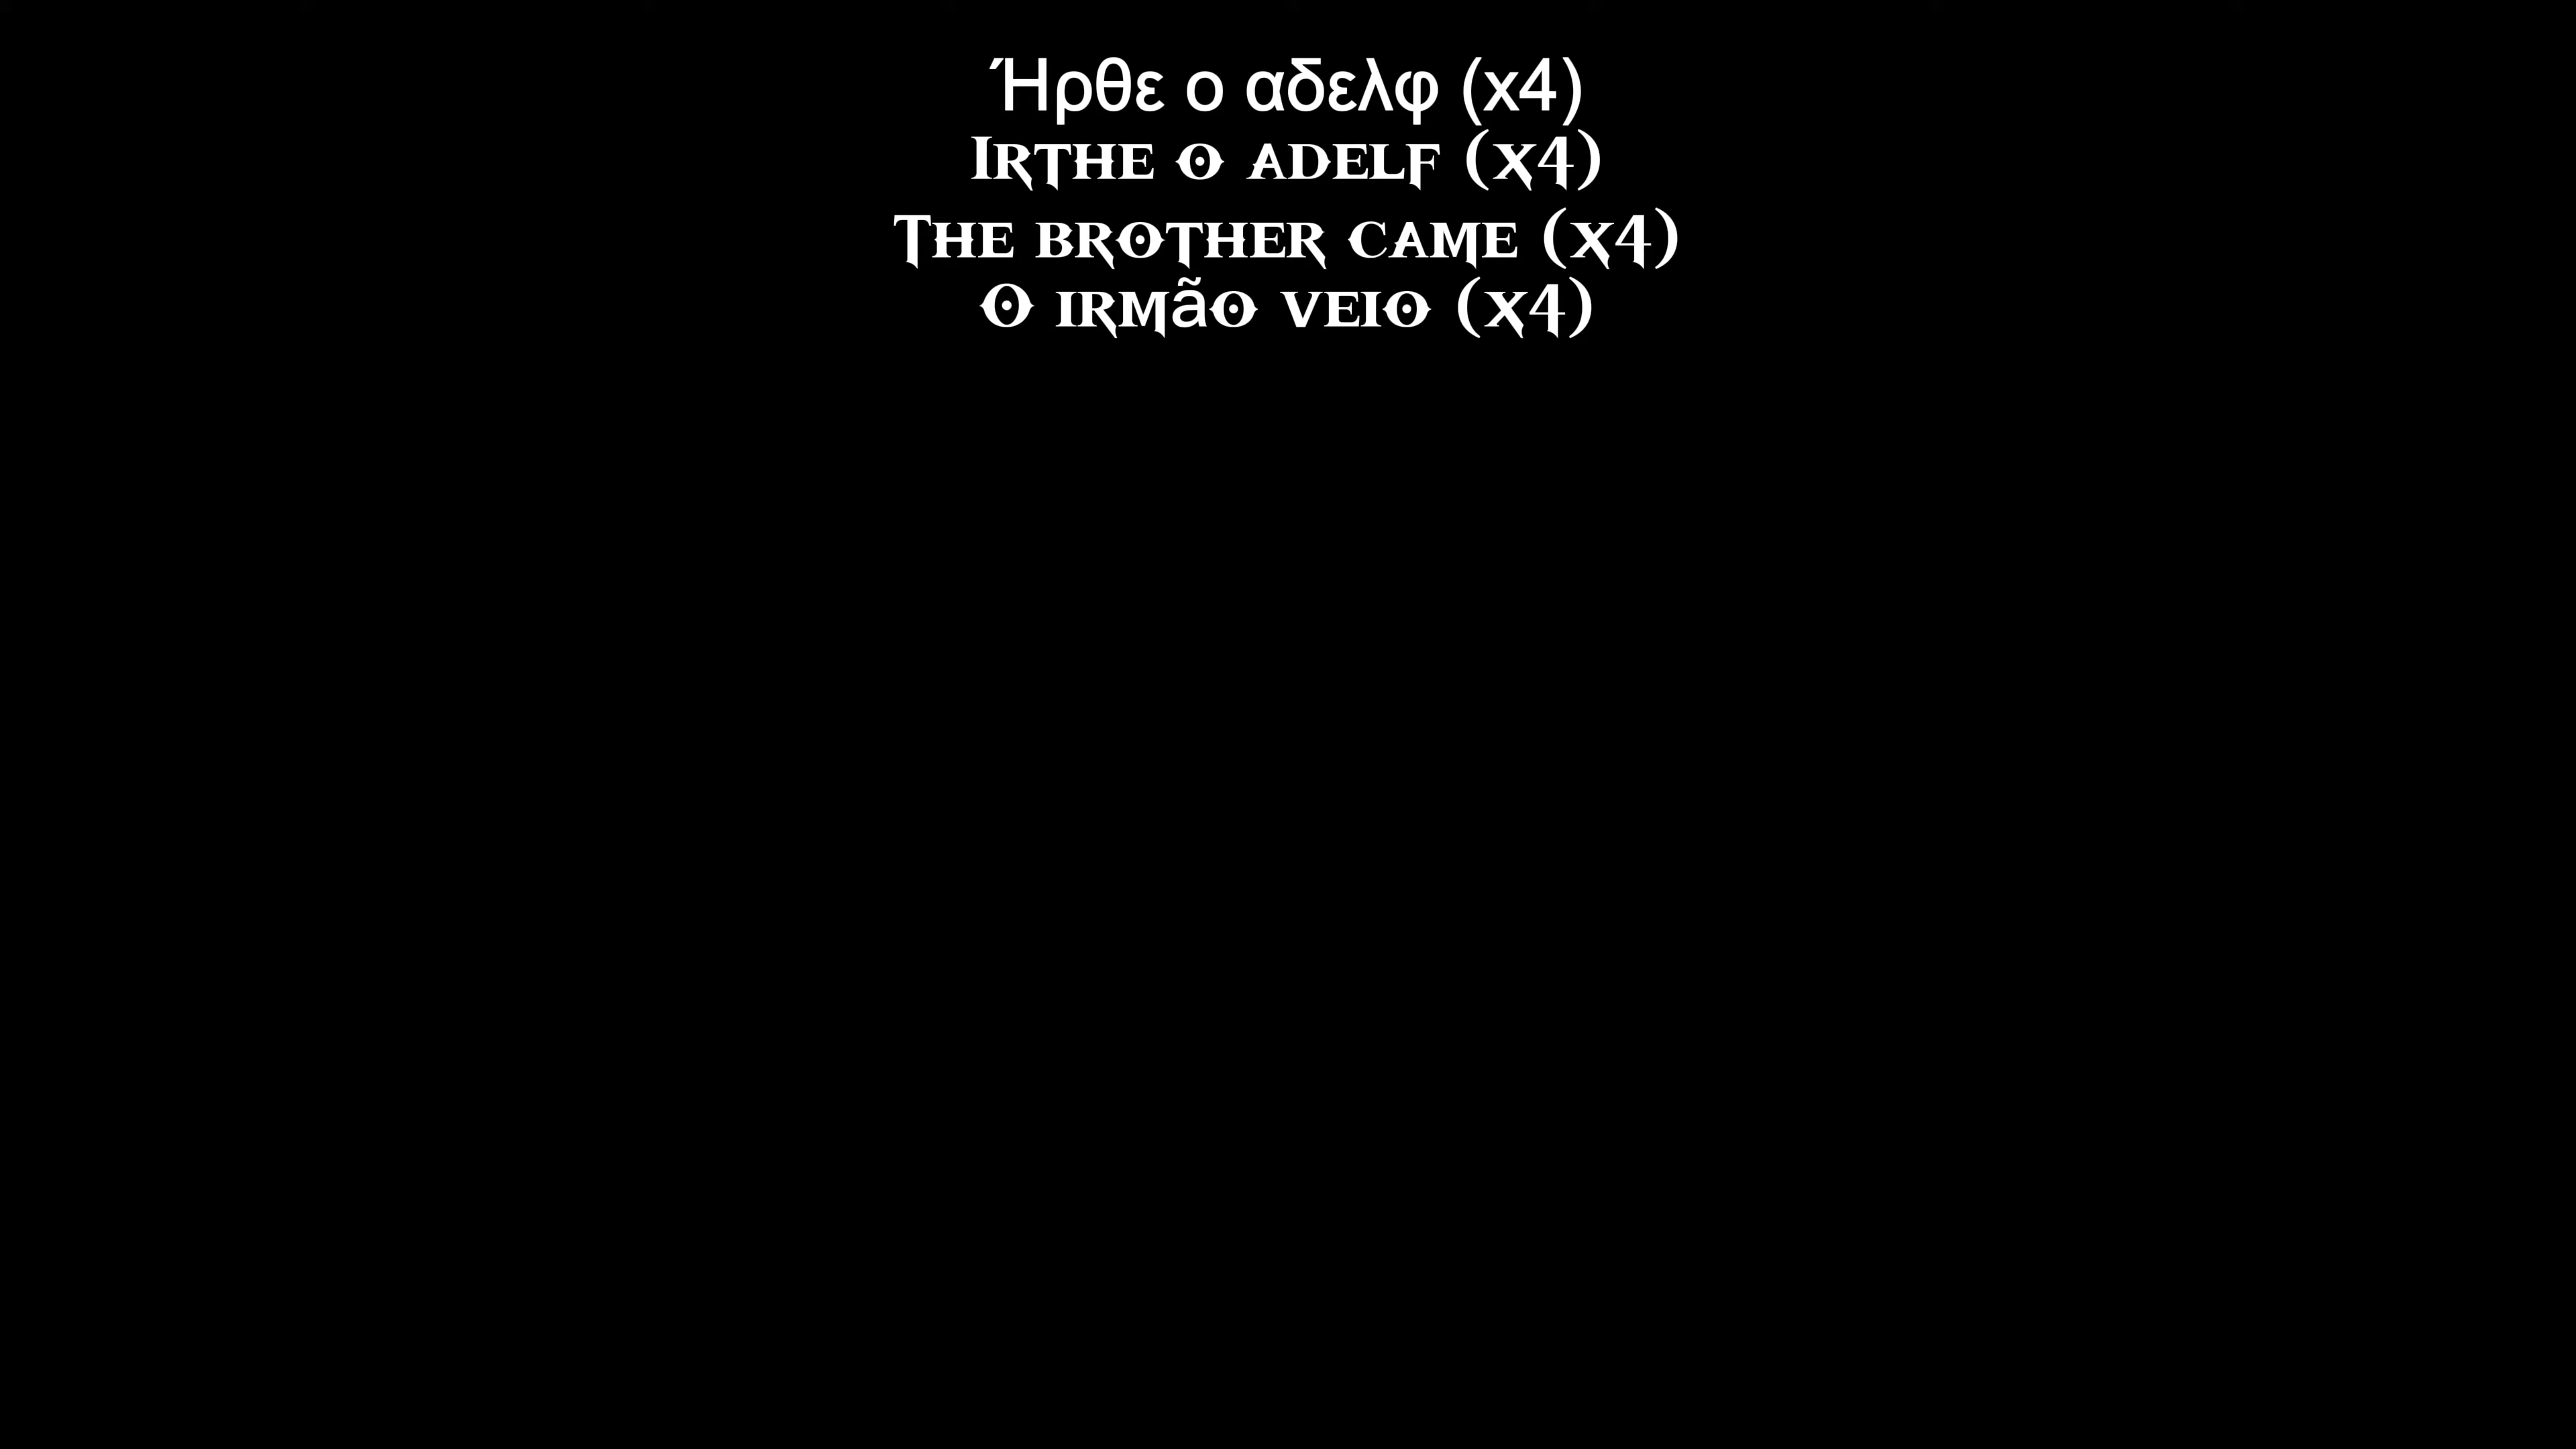 Ήρθε ο αδελφ (x4)
Irthe o adelf (x4)
The brother came (x4)
O irmão veio (x4)